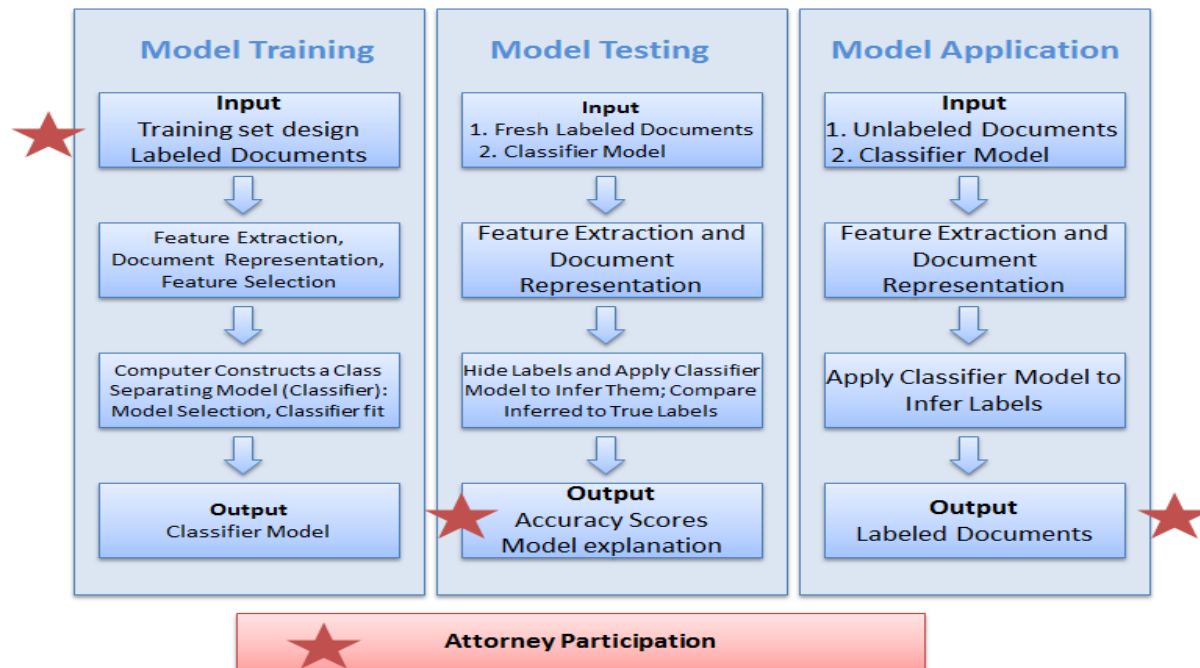 Model Training
Input
Training set design
Labeled Documents
Feature Extraction,
Document Representation,
Feature Selection
Computer Constructs a Class
Separating Model (Classifier):
Model Selection, Classifier fit
Output
Classifier Model
Model Testing
Input
1. Fresh Labeled Documents
2. Classifier Model
Feature Extraction and
Document
Representation
Hide Labels and Apply Classifier
Model to Infer Them; Compare
Inferred to True Labels
Output
Accuracy Scores
Model explanation
Model Application
Input
1. Unlabeled Documents
2. Classifier Model
Feature Extraction and
Document
Representation
Apply Classifier Model to
Infer Labels
Output
Labeled Documents
Attorney Participation